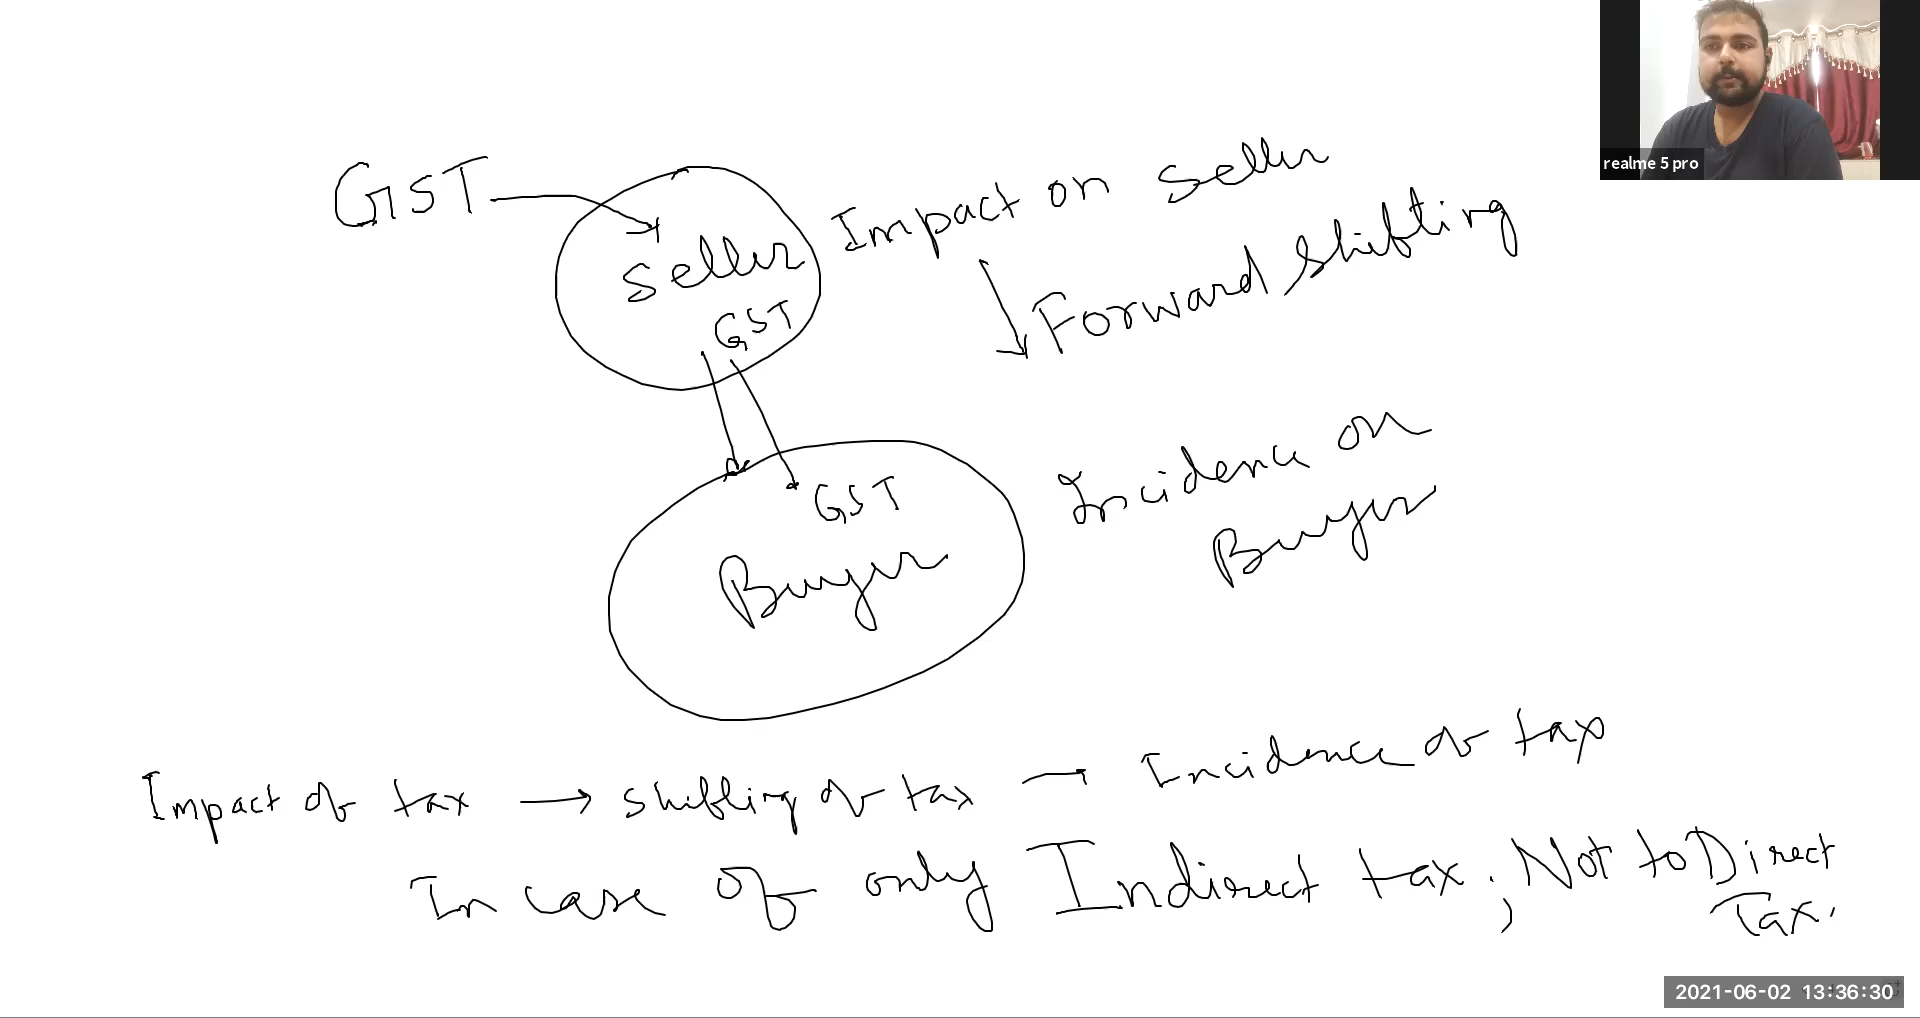 realme 5 pro
GST
Seller
GST
Impact on Seller
Forward Shifting
GST
Buyer
Incidence on
Buyer
Impact of tax → Shifting of tax → Incidence of tax
In case of only Indirect tax ; Not to Direct
Tax.
2021-06-02 13:36:30